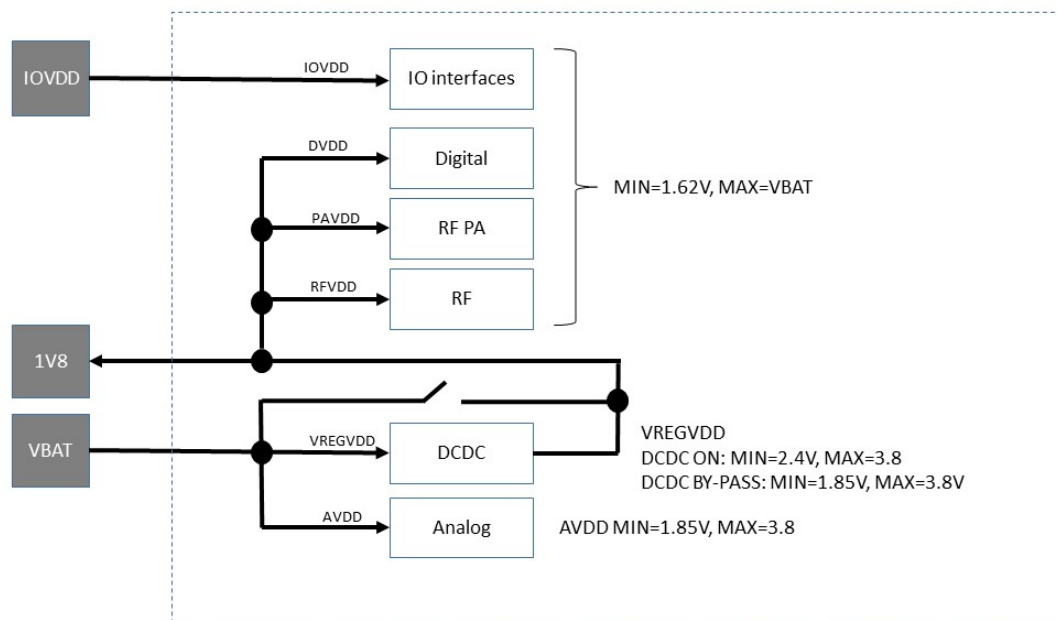 IOVDD
IOVDD
IO interfaces
DVDD
Digital
MIN=1.62V, MAX=VBAT
PAVDD
RF PA
RFVDD
RF
1V8
VBAT
VREGVDD
DCDC
VREGVDD
DCDC ON: MIN=2.4V, MAX=3.8
DCDC BY-PASS: MIN=1.85V, MAX=3.8V
AVDD
Analog
AVDD MIN=1.85V, MAX=3.8